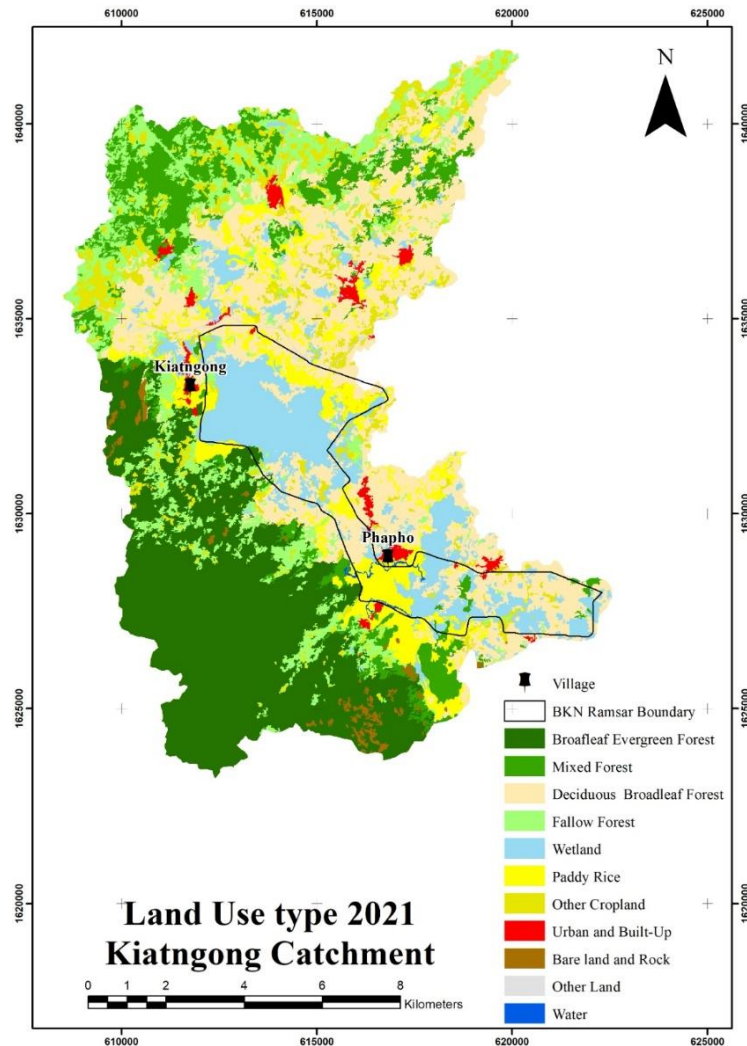 610000
615000
620000
625000
N
1640000
1640000
1635000
1635000
Kiatngong
1630000
1630000
Phapho
Village
BKN Ramsar Boundary
1625000
1625000
Broafleaf Evergreen Forest
Mixed Forest
Deciduous Broadleaf Forest
Fallow Forest
Wetland
Paddy Rice
1620000
1620000
Other Cropland
Land Use type 2021
Urban and Built-Up
Kiatngong Catchment
Bare land and Rock
Other Land
0 1 2 4 6 8
Kilometers
Water
610000
615000
620000
625000